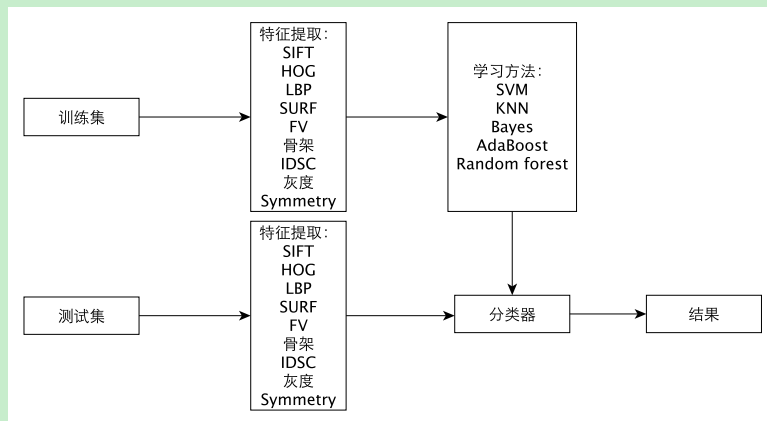 训练集
特征提取：
SIFT
HOG
LBP
SURF
FV
骨架
IDSC
灰度
Symmetry
学习方法：
SVM
KNN
Bayes
AdaBoost
Random forest
测试集
特征提取：
SIFT
HOG
LBP
SURF
FV
骨架
IDSC
灰度
Symmetry
分类器
结果